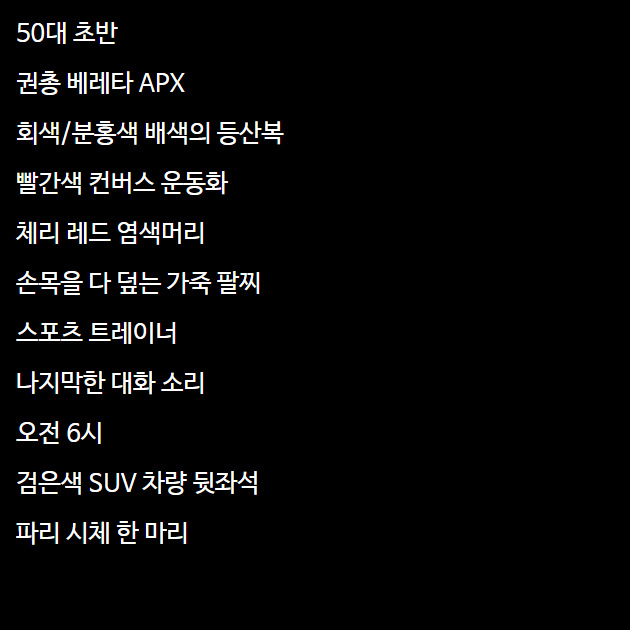 50대 초반
권총 베레타 APX
회색/분홍색 배색의 등산복
빨간색 컨버스 운동화
체리 레드 염색머리
손목을 다 덮는 가죽 팔찌
스포츠 트레이너
나지막한 대화 소리
오전 6시
검은색 SUV 차량 뒷좌석
파리 시체 한 마리